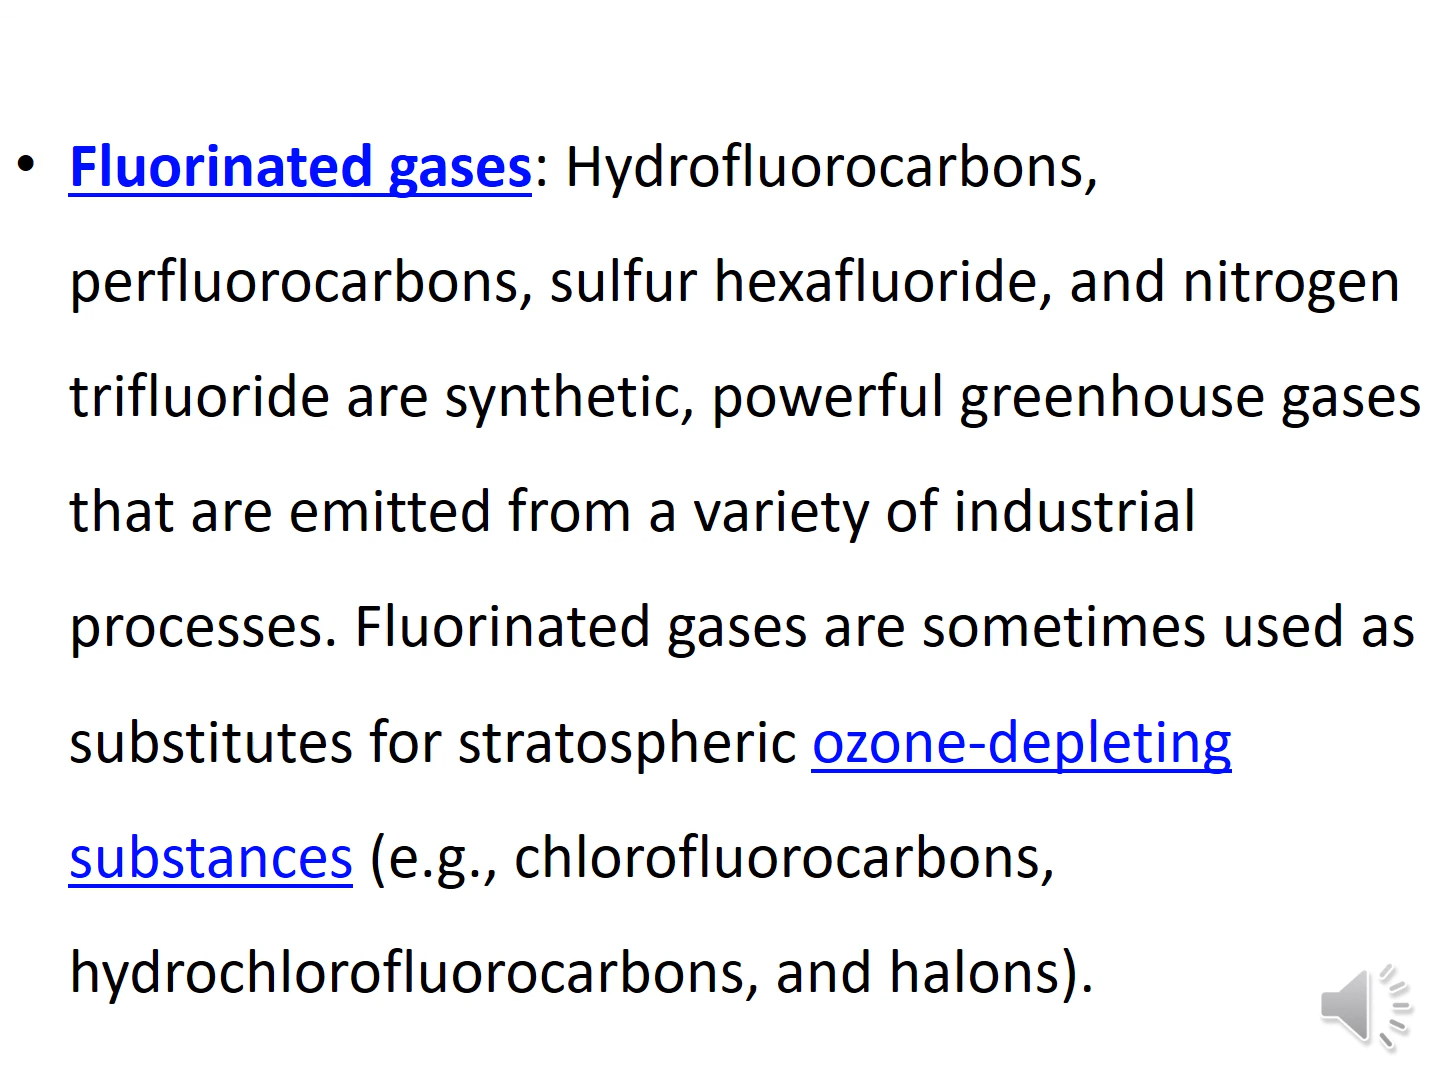 • Fluorinated gases: Hydrofluorocarbons,
perfluorocarbons, sulfur hexafluoride, and nitrogen
trifluoride are synthetic, powerful greenhouse gases
that are emitted from a variety of industrial
processes. Fluorinated gases are sometimes used as
substitutes for stratospheric ozone-depleting
substances (e.g., chlorofluorocarbons,
hydrochlorofluorocarbons, and halons).